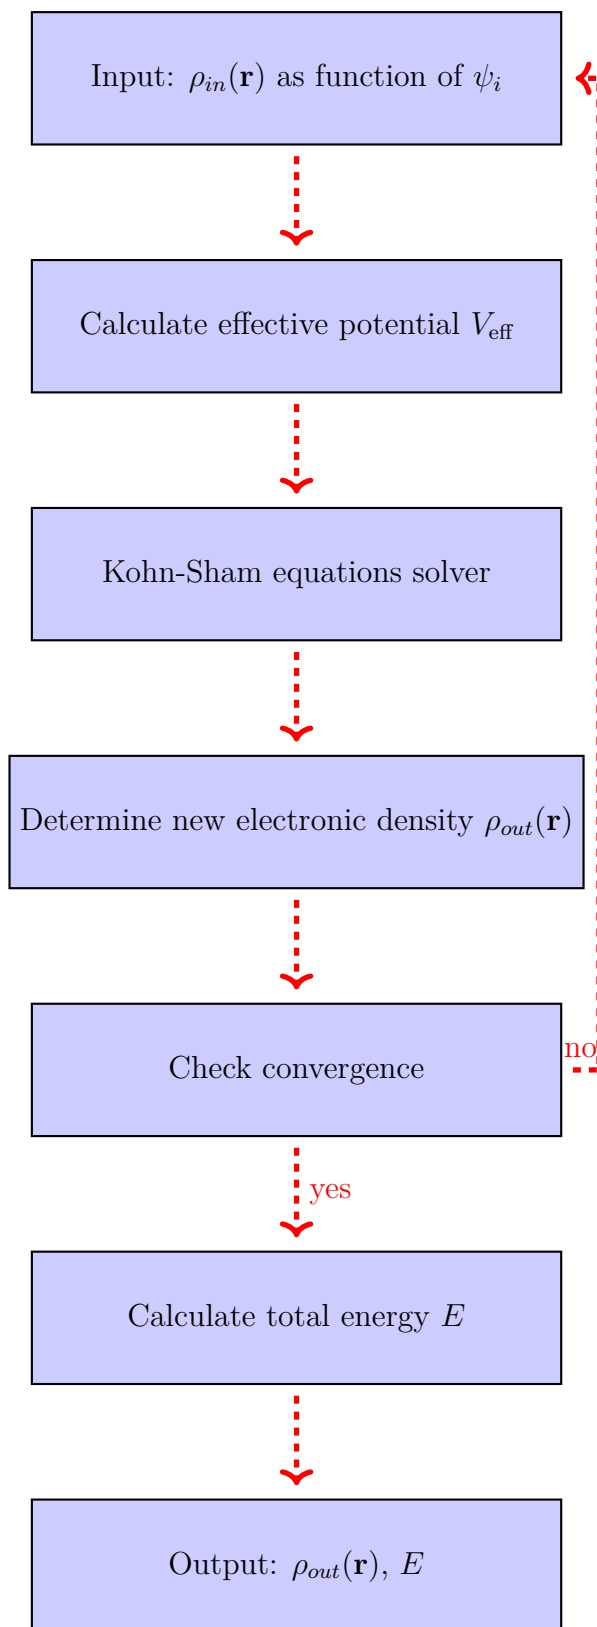 Input: ρ_in(𝐫) as function of ψ_i
Calculate effective potential V_eff
Kohn-Sham equations solver
Determine new electronic density ρ_out(𝐫)
no
Check convergence
yes
Calculate total energy E
Output: ρ_out(𝐫), E